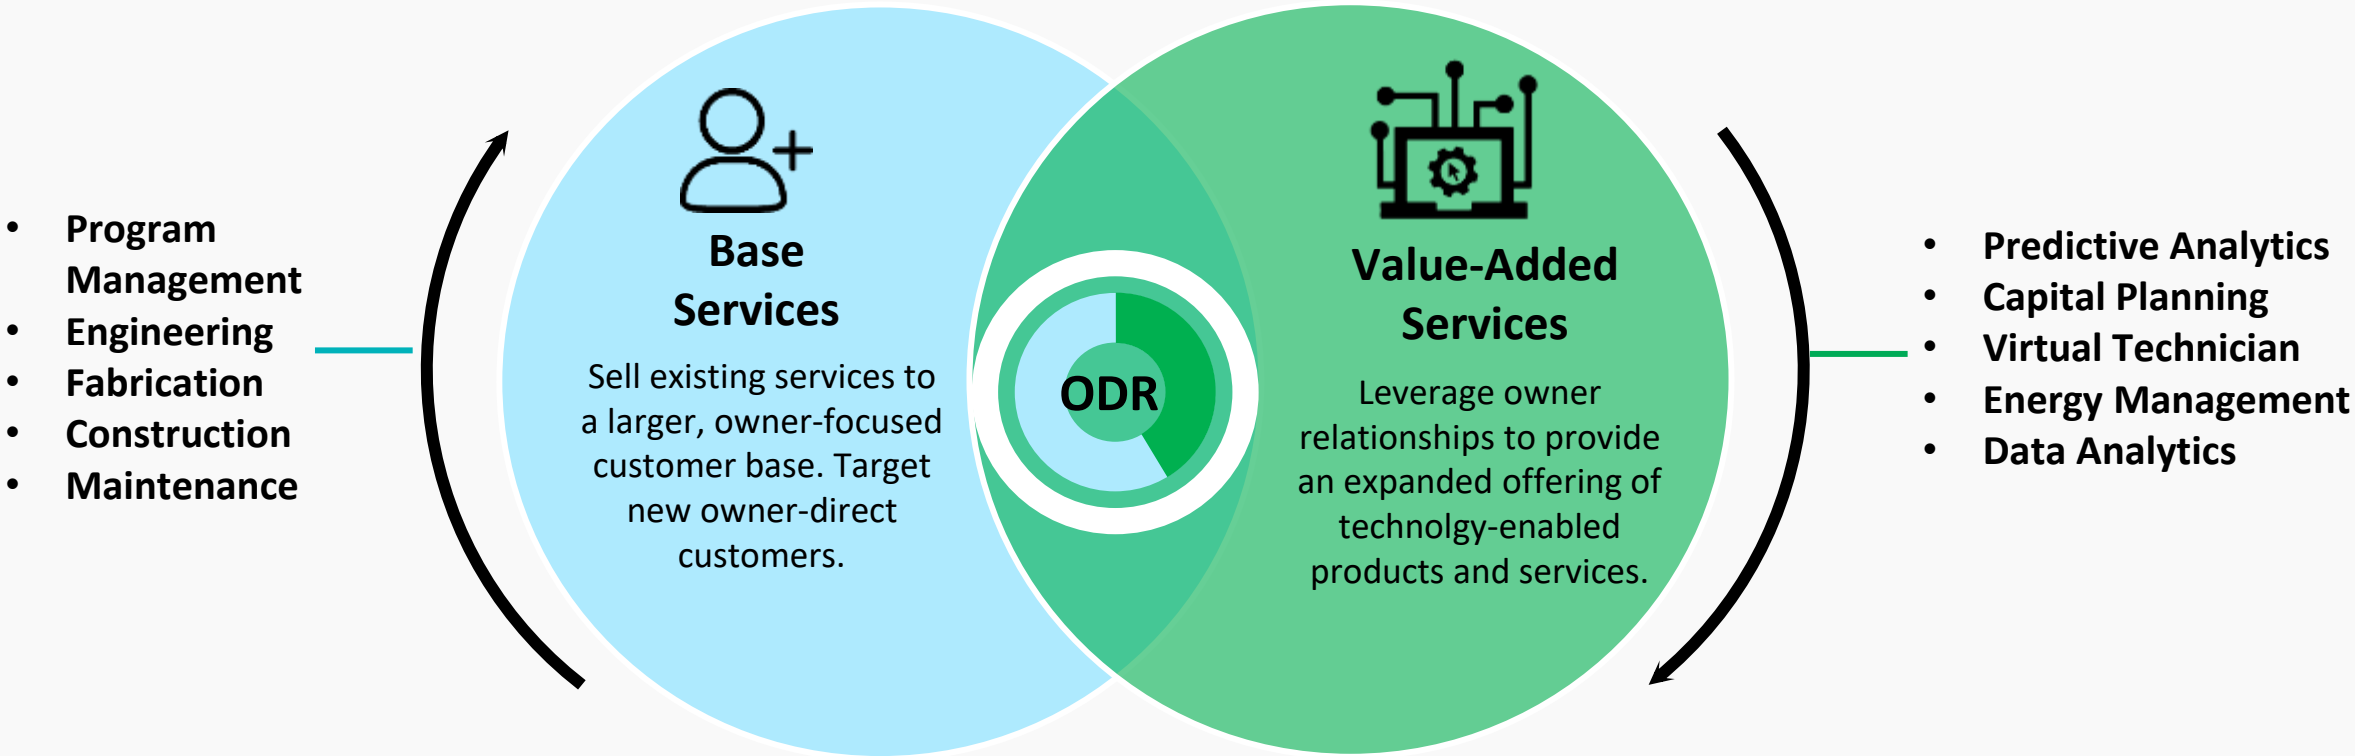 • Program
Management
• Engineering
• Fabrication
• Construction
• Maintenance
Base
Services
Sell existing services to
a larger, owner-focused
customer base. Target
new owner-direct
customers.
ODR
Value-Added
Services
Leverage owner
relationships to provide
an expanded offering of
technolgy-enabled
products and services.
• Predictive Analytics
• Capital Planning
• Virtual Technician
• Energy Management
• Data Analytics